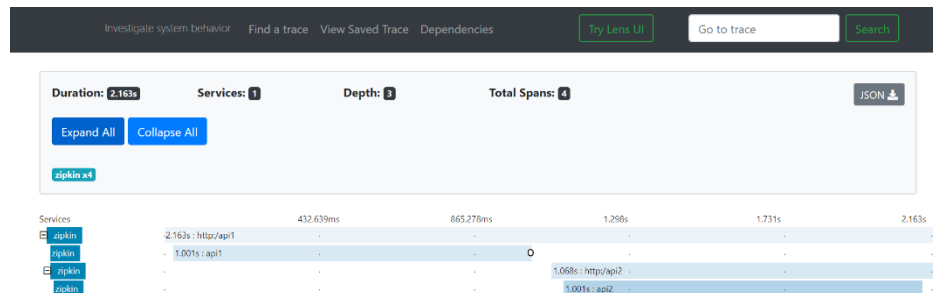 Investigate system behavior Find a trace View Saved Trace Dependencies Try Lens UI Go to trace Search
Duration: 2.163s Services: 1 Depth: 3 Total Spans: 4 JSON
Expand All Collapse All
zipkin x4
Services 432.639ms 865.278ms 1.298s 1.731s 2.163s
zipkin 2.163s : http:/api1
zipkin 1.001s : api1
zipkin 1.068s : http:/api2
zipkin 1.001s : api2